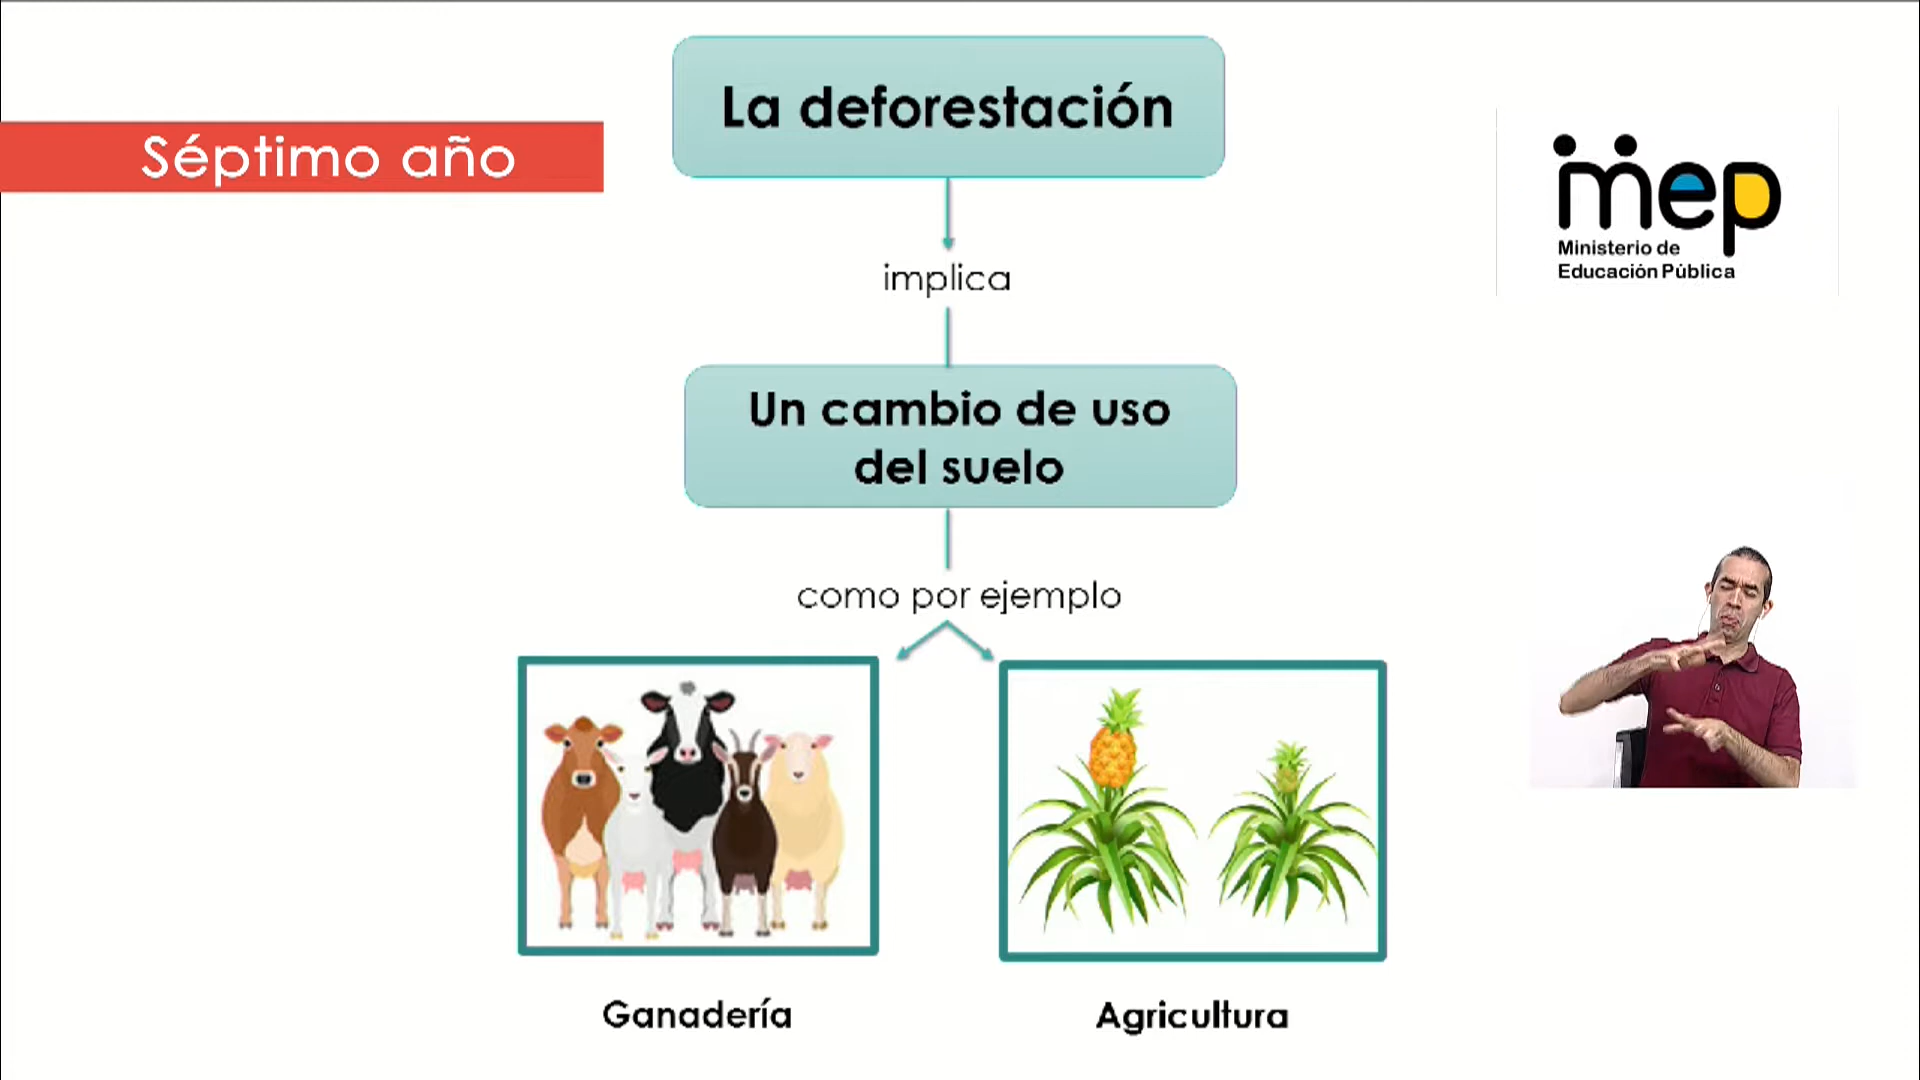 La deforestación
Séptimo año
mep
Ministerio de
Educación Pública
implica
Un cambio de uso
del suelo
como por ejemplo
Ganadería
Agricultura